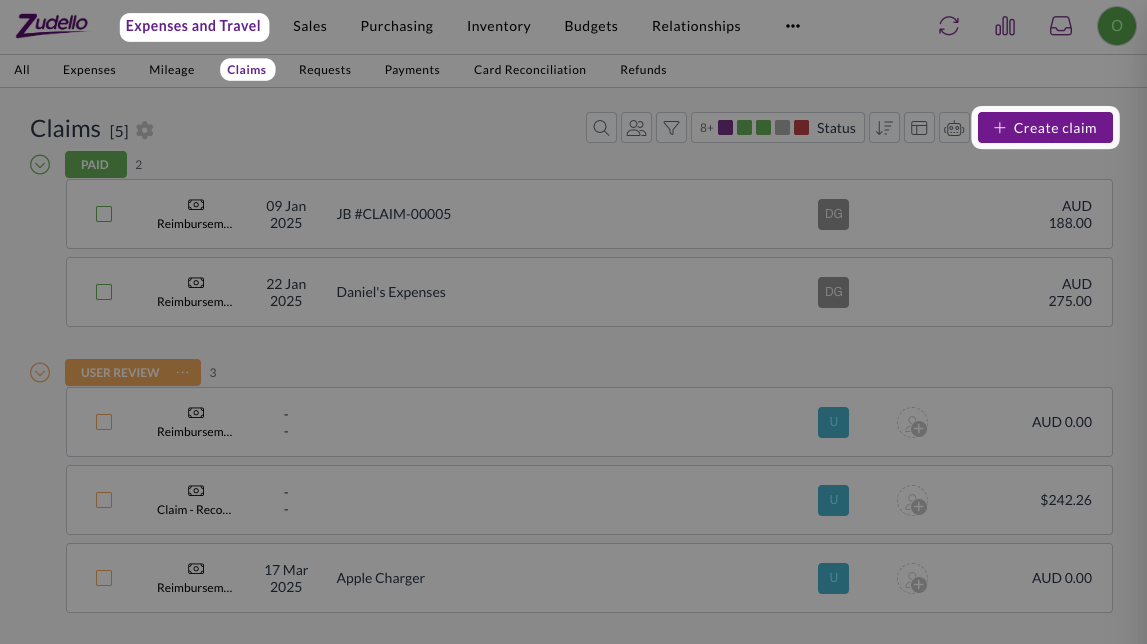 Zudello
Expenses and Travel
Sales
Purchasing
Inventory
Budgets
Relationships
•••
O
All
Expenses
Mileage
Claims
Requests
Payments
Card Reconciliation
Refunds
Claims [5]
8+ Status
+ Create claim
PAID 2
Reimbursem...
09 Jan
2025
JB #CLAIM-00005
DG
AUD
188.00
Reimbursem...
22 Jan
2025
Daniel's Expenses
DG
AUD
275.00
USER REVIEW ... 3
Reimbursem...
-
-
U
AUD 0.00
Claim - Reco...
-
-
U
$242.26
Reimbursem...
17 Mar
2025
Apple Charger
U
AUD 0.00